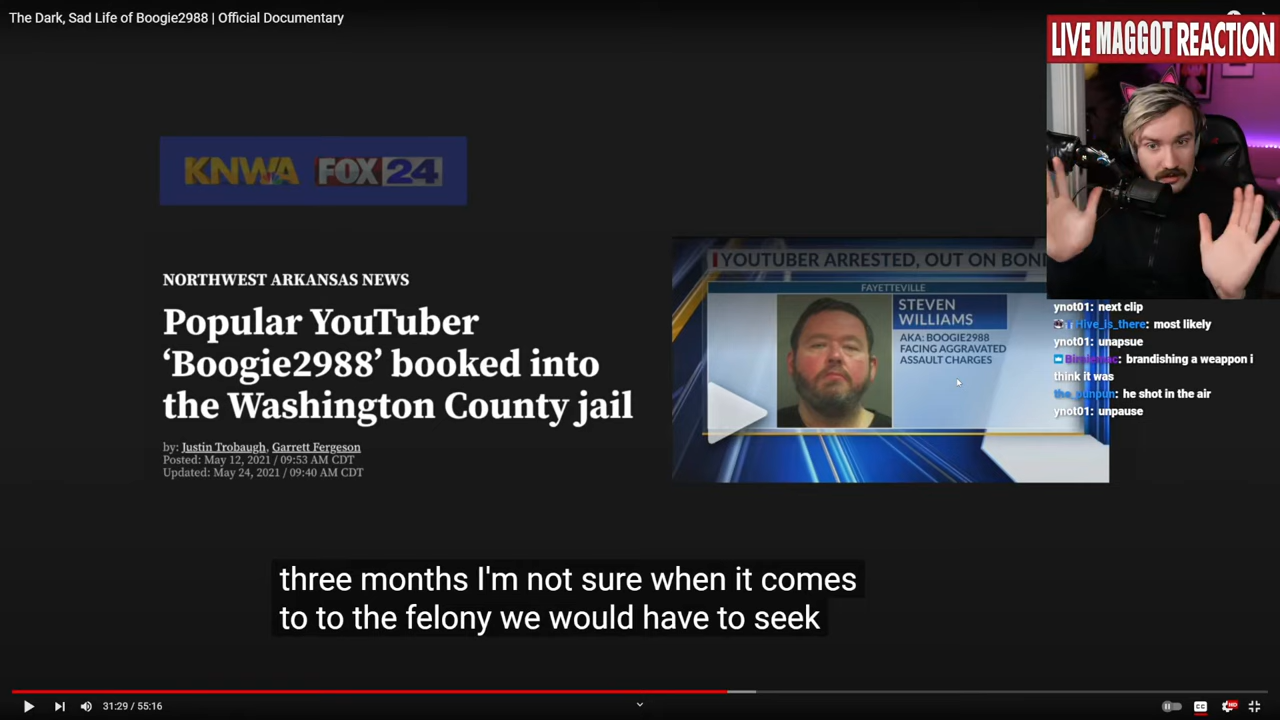 The Dark, Sad Life of Boogie2988 | Official Documentary
LIVE MAGGOT REACTION
KNWA FOX 24
NORTHWEST ARKANSAS NEWS
Popular YouTuber
‘Boogie2988’ booked into
the Washington County jail
by: Justin Trobaugh, Garrett Fergeson
Posted: May 12, 2021 / 09:53 AM CDT
Updated: May 24, 2021 / 09:40 AM CDT
YOUTUBER ARRESTED, OUT ON BON
FAYETTEVILLE
STEVEN
WILLIAMS
AKA: BOOGIE2988
FACING AGGRAVATED
ASSAULT CHARGES
ynot01: next clip
Hive_is_there: most likely
ynot01: unapsue
brandishing a weappon i
think it was
he shot in the air
ynot01: unpause
three months I'm not sure when it comes
to to the felony we would have to seek
31:29 / 55:16
CC
HD